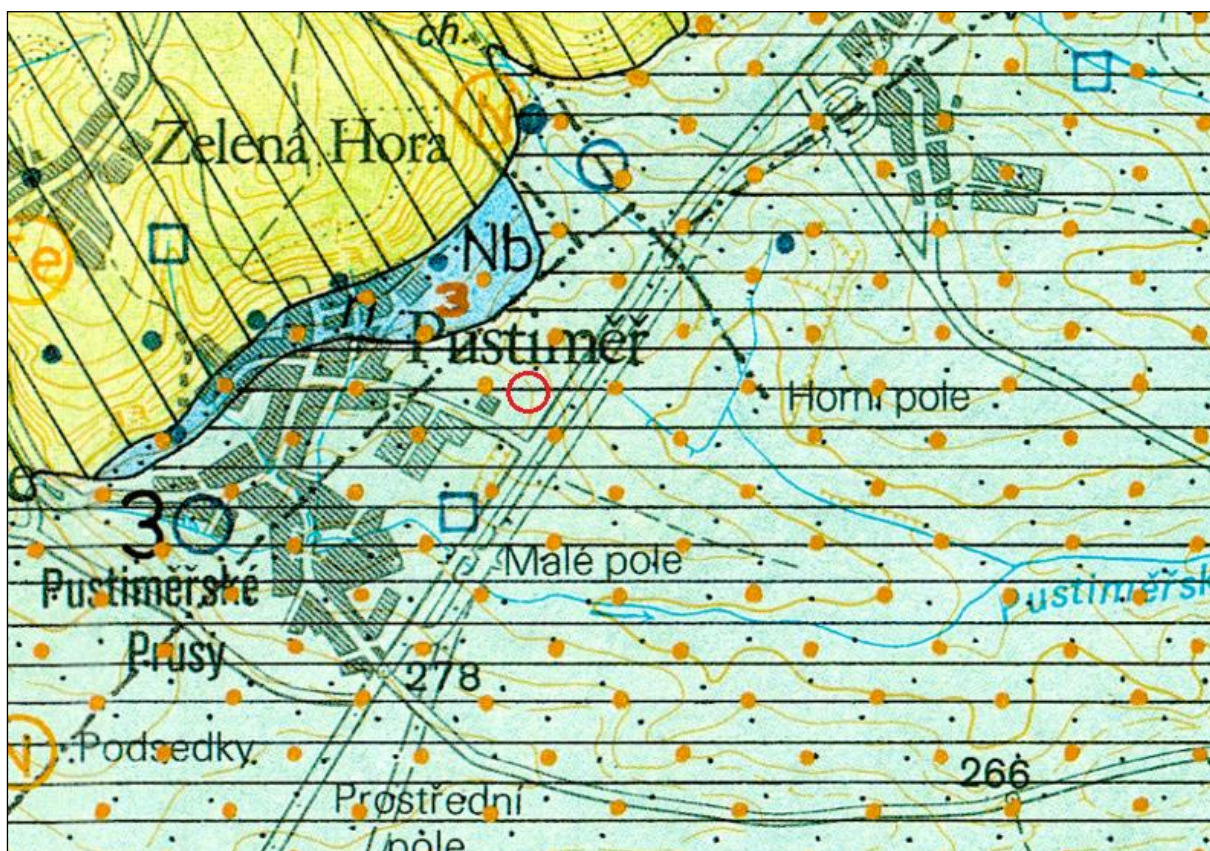 ch.
Zelená Hora
N
e
Nb
3
Pustiměř
Horní pole
3
Malé pole
Pustiměřské
Prusy
Pustiměřsk
278
Podsedky
266
Prostřední
pole